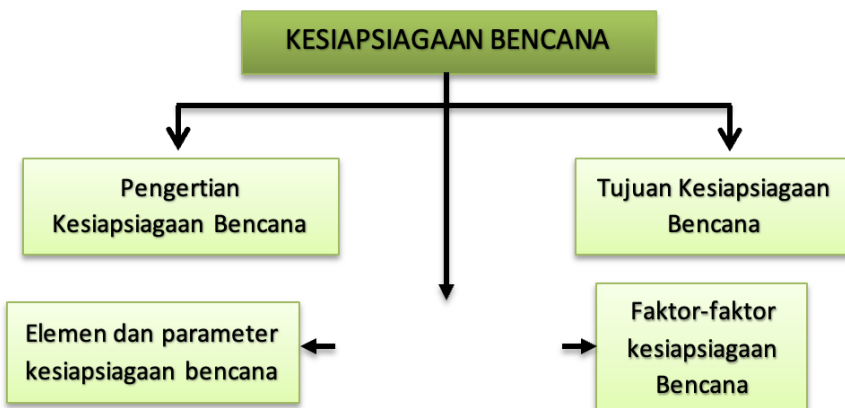 KESIAPSIAGAAN BENCANA
Pengertian
Kesiapsiagaan Bencana
Tujuan Kesiapsiagaan
Bencana
Elemen dan parameter
kesiapsiagaan bencana
Faktor-faktor
kesiapsiagaan
Bencana